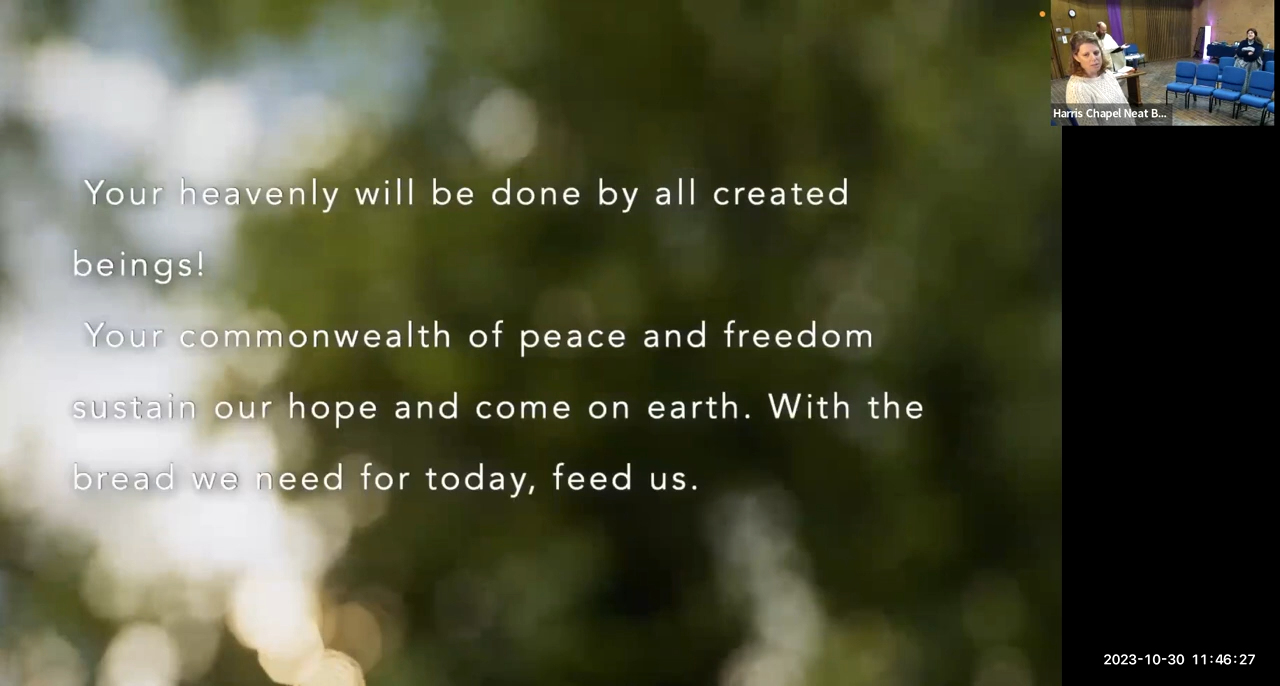 Your heavenly will be done by all created
beings!
Your commonwealth of peace and freedom
sustain our hope and come on earth. With the
bread we need for today, feed us.
Harris Chapel Neat B...
2023-10-30 11:46:27